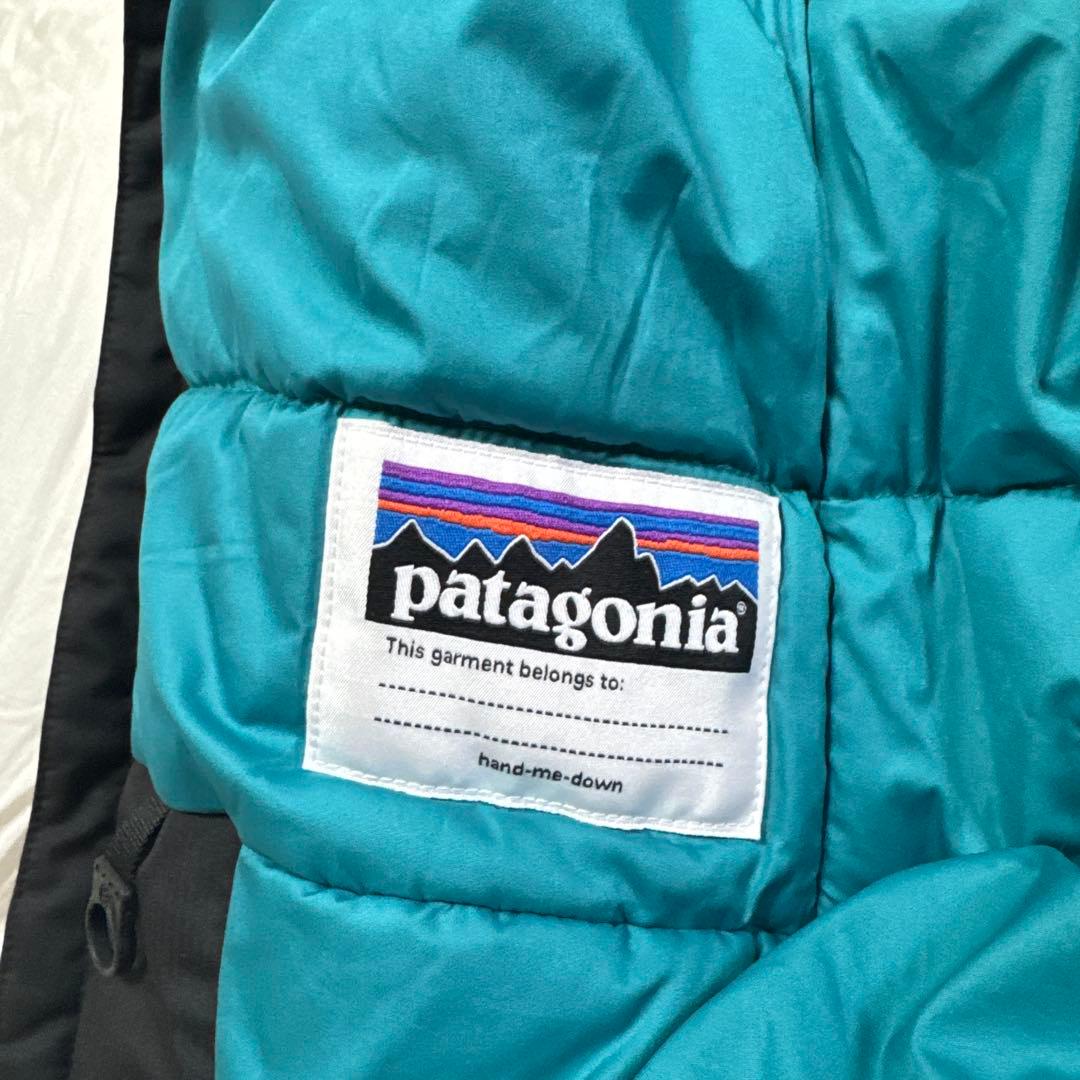 patagonia®
This garment belongs to:
hand-me-down